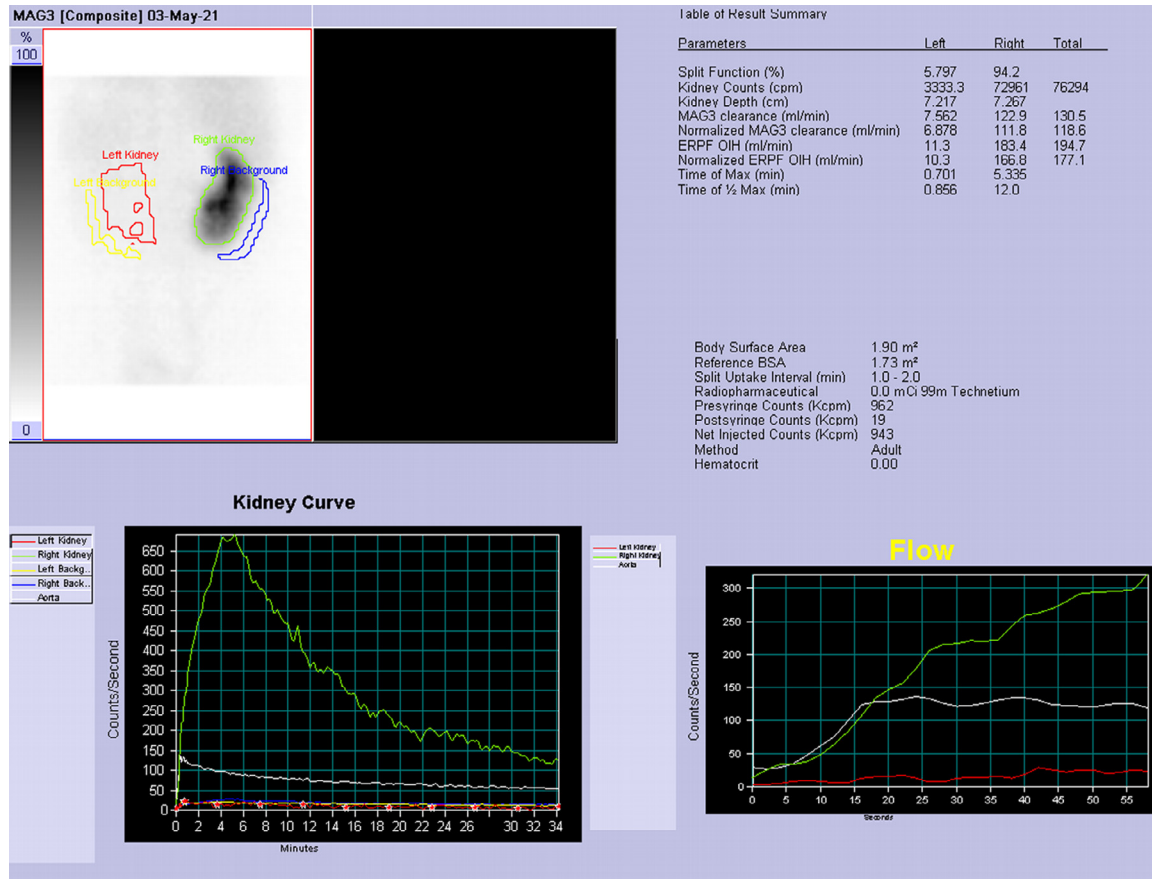 MAG3 [Composite] 03-May-21
%
100
0
Left Kidney
Right Kidney
Left Background
Right Background
Table of Result Summary
Parameters Left Right Total
Split Function (%) 5.797 94.2
Kidney Counts (cpm) 3333.3 72961 76294
Kidney Depth (cm) 7.217 7.267
MAG3 clearance (ml/min) 7.562 122.9 130.5
Normalized MAG3 clearance (ml/min) 6.878 111.8 118.6
ERPF OIH (ml/min) 11.3 183.4 194.7
Normalized ERPF OIH (ml/min) 10.3 166.8 177.1
Time of Max (min) 0.701 5.335
Time of ½ Max (min) 0.856 12.0
Body Surface Area 1.90 m²
Reference BSA 1.73 m²
Split Uptake Interval (min) 1.0 - 2.0
Radiopharmaceutical 0.0 mCi 99m Technetium
Presyringe Counts (Kcpm) 962
Postsyringe Counts (Kcpm) 19
Net Injected Counts (Kcpm) 943
Method Adult
Hematocrit 0.00
Kidney Curve
Left Kidney
Right Kidney
Left Backg..
Right Back..
Aorta
Counts/Second
650
600
550
500
450
400
350
300
250
200
150
100
50
0
0 2 4 6 8 10 12 14 16 18 20 22 24 26 30 32 34
Minutes
Left Kidney
Right Kidney
Aorta
Flow
Counts/Second
300
250
200
150
100
50
0
0 5 10 15 20 25 30 35 40 45 50 55
Seconds